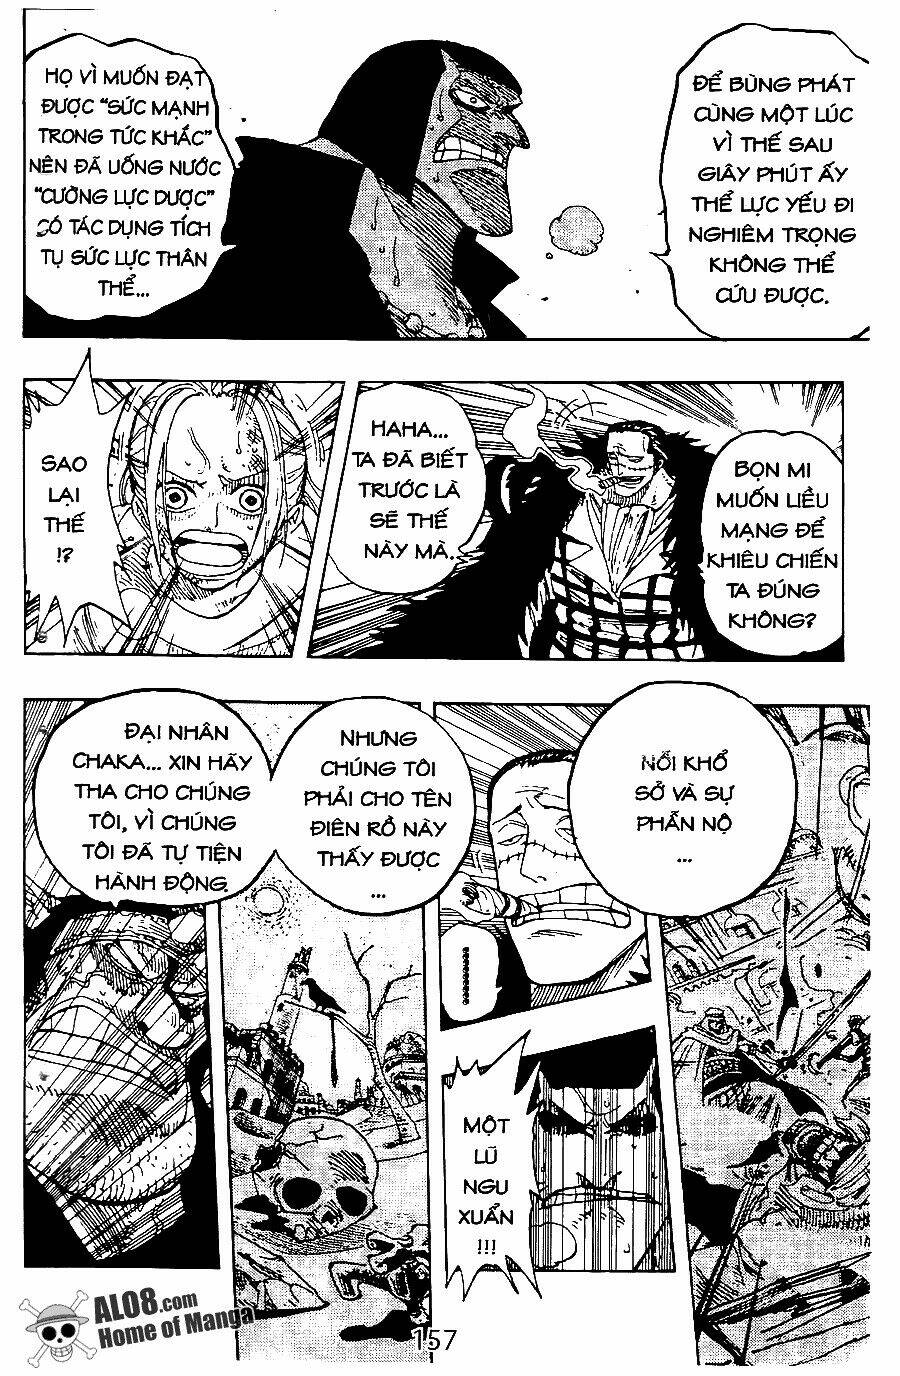 ĐỂ BÙNG PHÁT
CÙNG MỘT LÚC
VÌ THẾ SAU
GIÂY PHÚT ẤY
THỂ LỰC YẾU ĐI
NGHIÊM TRỌNG
KHÔNG THỂ
CỨU ĐƯỢC.
HỌ VÌ MUỐN ĐẠT
ĐƯỢC "SỨC MẠNH
TRONG TỨC KHẮC"
NÊN ĐÃ UỐNG NƯỚC
"CƯỜNG LỰC DƯỢC"
CÓ TÁC DỤNG TÍCH
TỤ SỨC LỰC THÂN
THỂ...
BỌN MI
MUỐN LIỀU
MẠNG ĐỂ
KHIÊU CHIẾN
TA ĐÚNG
KHÔNG?
HAHA...
TA ĐÃ BIẾT
TRƯỚC LÀ
SẼ THẾ
NÀY MÀ.
SAO
LẠI
THẾ
!?
NỖI KHỔ
SỞ VÀ SỰ
PHẪN NỘ
...
NHƯNG
CHÚNG TÔI
PHẢI CHO TÊN
ĐIÊN RỒ NÀY
THẤY ĐƯỢC
...
ĐẠI NHÂN
CHAKA... XIN HÃY
THA CHO CHÚNG
TÔI, VÌ CHÚNG
TÔI ĐÃ TỰ TIỆN
HÀNH ĐỘNG.
..........
MỘT
LŨ
NGU
XUẨN
!!!
AL08.com
Home of Manga
157